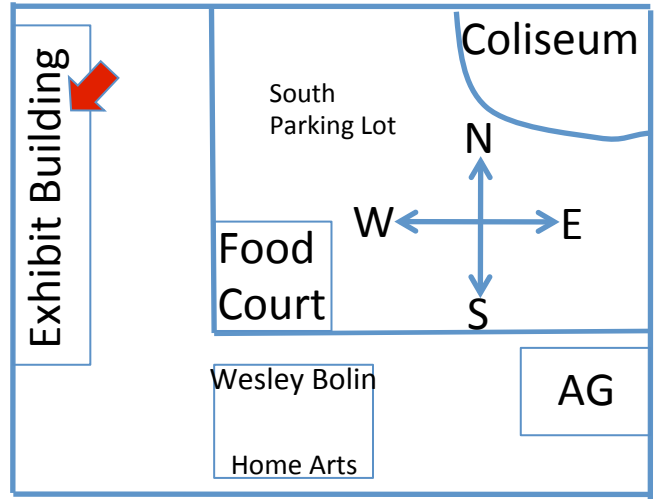 Coliseum
Exhibit Building
South
Parking Lot
N
W
E
S
Food
Court
Wesley Bolin
Home Arts
AG